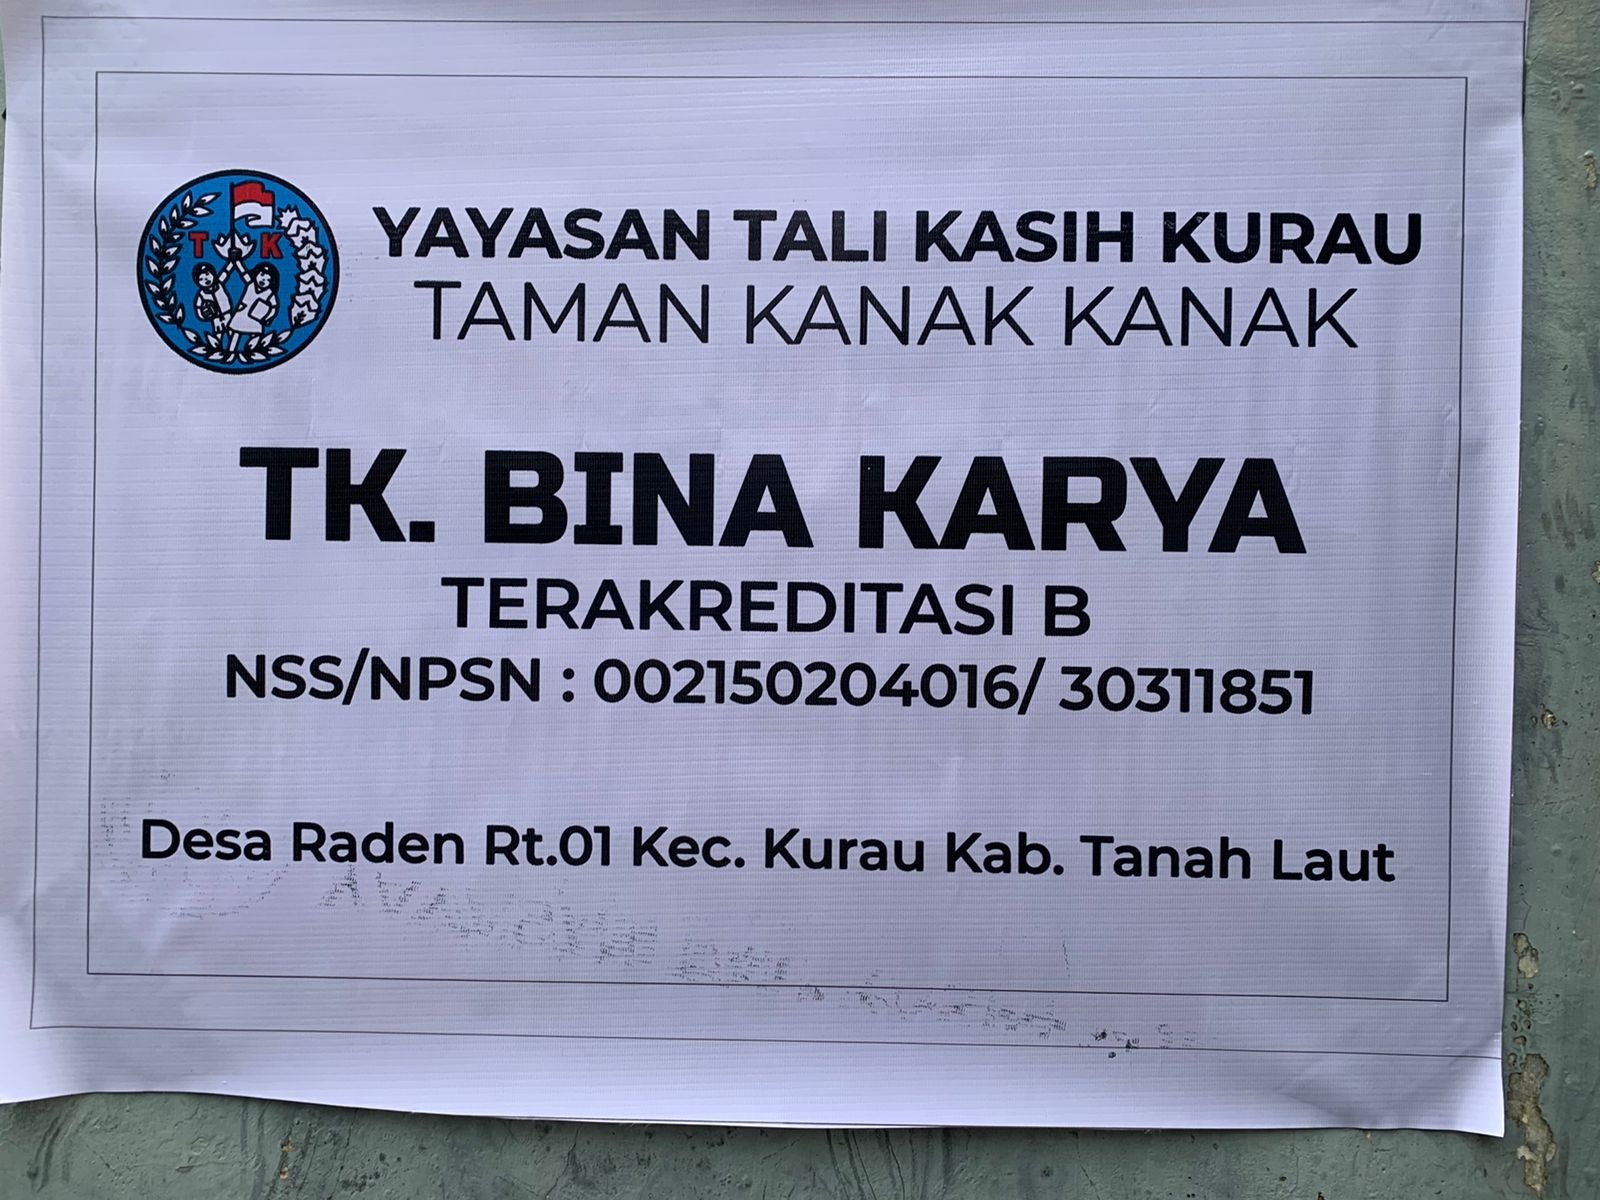 T K
YAYASAN TALI KASIH KURAU
TAMAN KANAK KANAK
TK. BINA KARYA
TERAKREDITASI B
NSS/NPSN : 002150204016/ 30311851
Desa Raden Rt.01 Kec. Kurau Kab. Tanah Laut